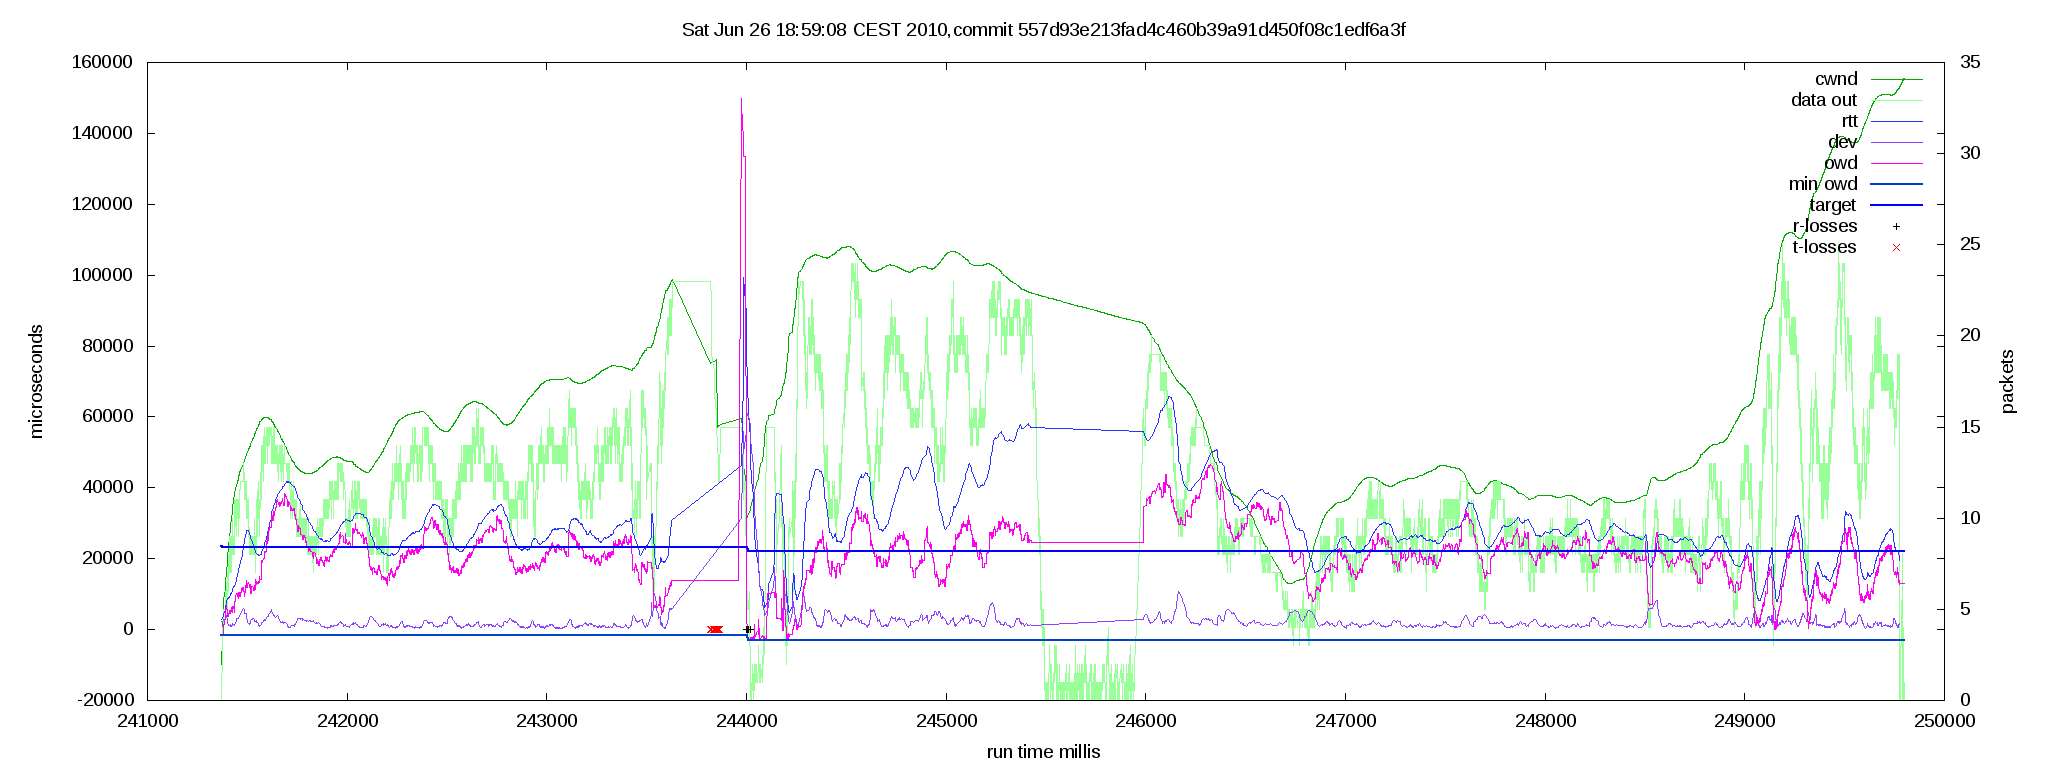 Sat Jun 26 18:59:08 CEST 2010, commit 557d93e213fad4c460b39a91d450f08c1edf6a3f
160000
140000
120000
100000
80000
60000
40000
20000
0
-20000
microseconds
35
30
25
20
15
10
5
0
packets
cwnd
data out
rtt
dev
owd
min owd
target
r-losses
t-losses
241000 242000 243000 244000 245000 246000 247000 248000 249000 250000
run time millis